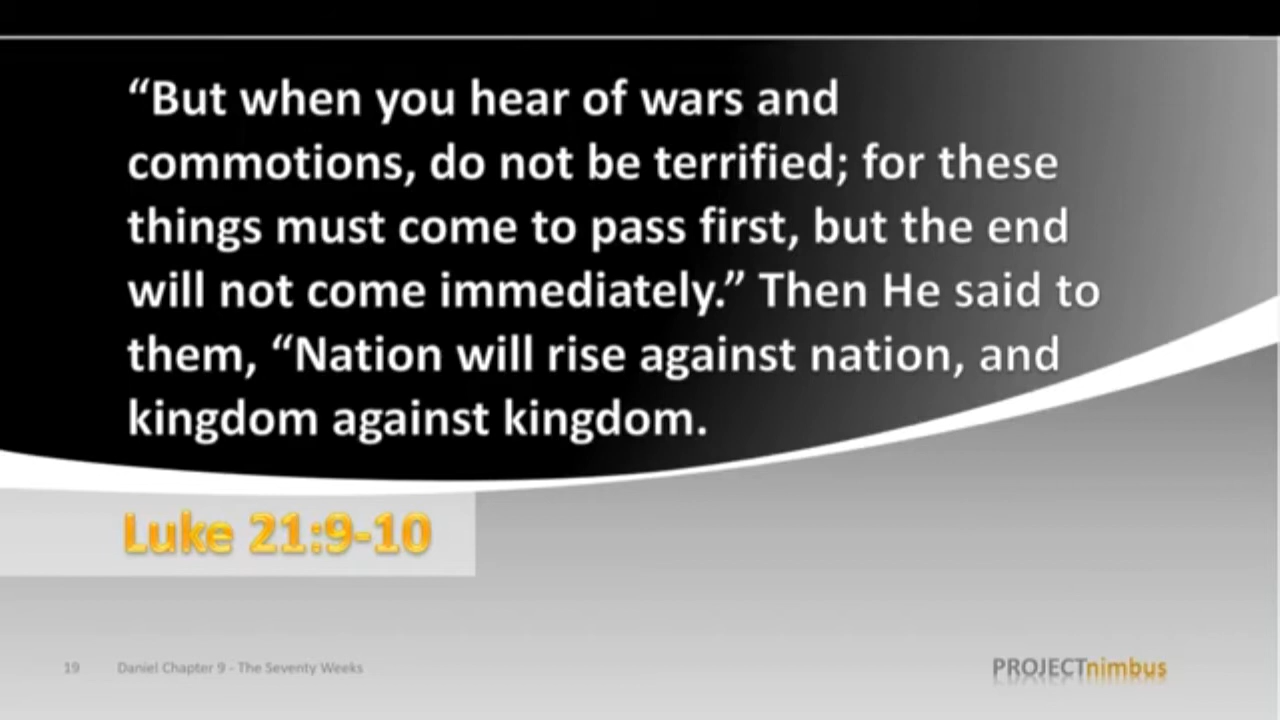 “But when you hear of wars and
commotions, do not be terrified; for these
things must come to pass first, but the end
will not come immediately.” Then He said to
them, “Nation will rise against nation, and
kingdom against kingdom.
Luke 21:9-10
19 Daniel Chapter 9 - The Seventy Weeks
PROJECTnimbus